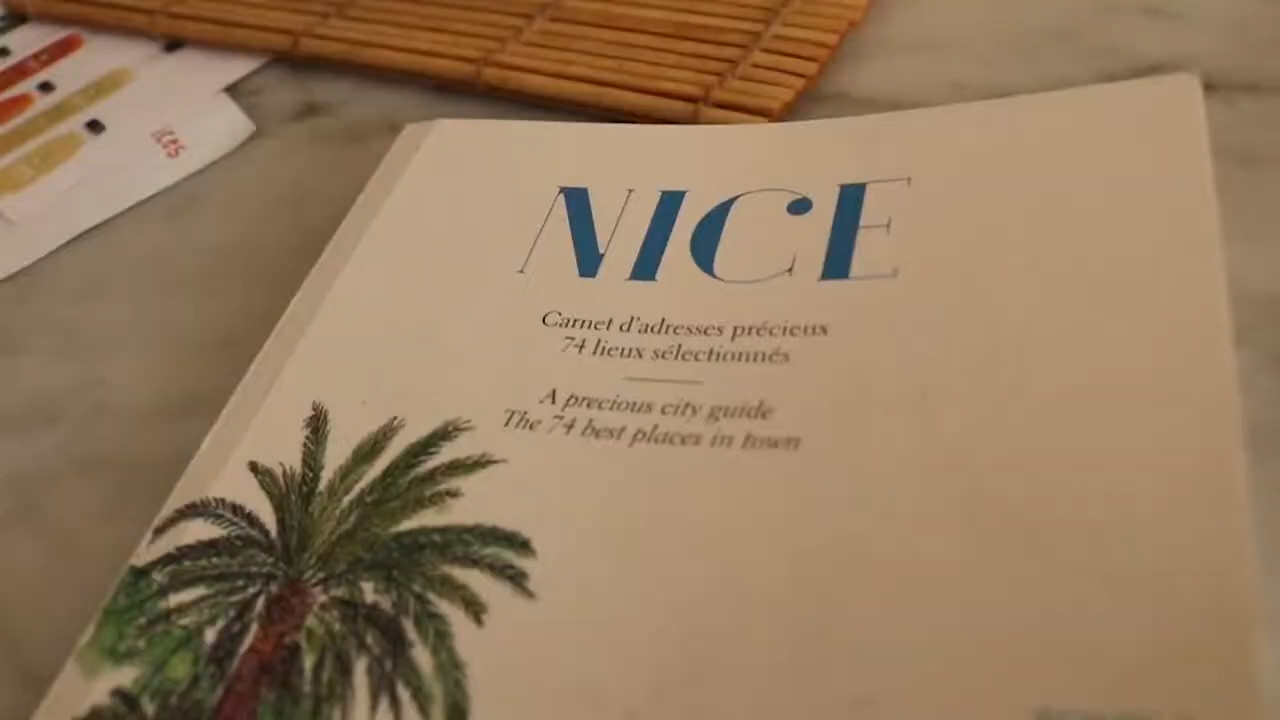 NICE
Carnet d'adresses précieux
74 lieux sélectionnés
A precious city guide
The 74 best places in town